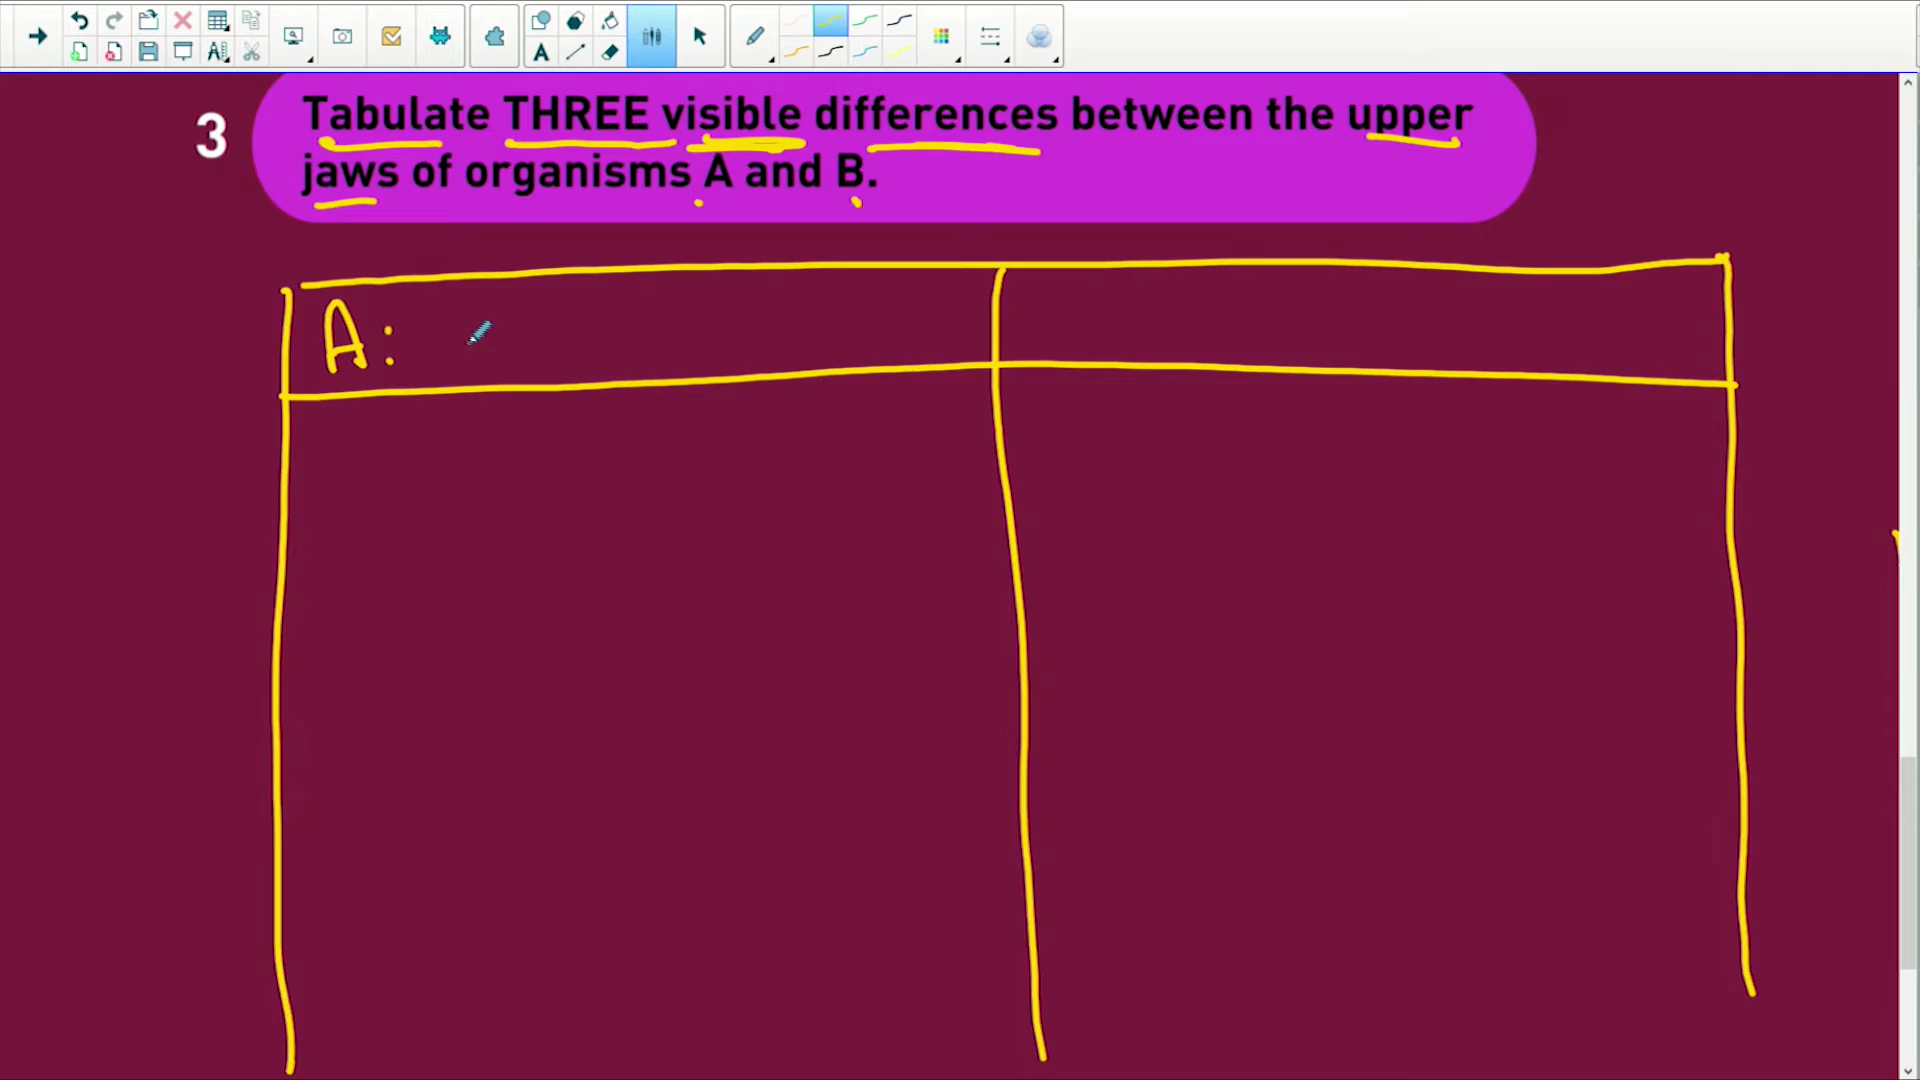 3
Tabulate THREE visible differences between the upper
jaws of organisms A and B.
A: